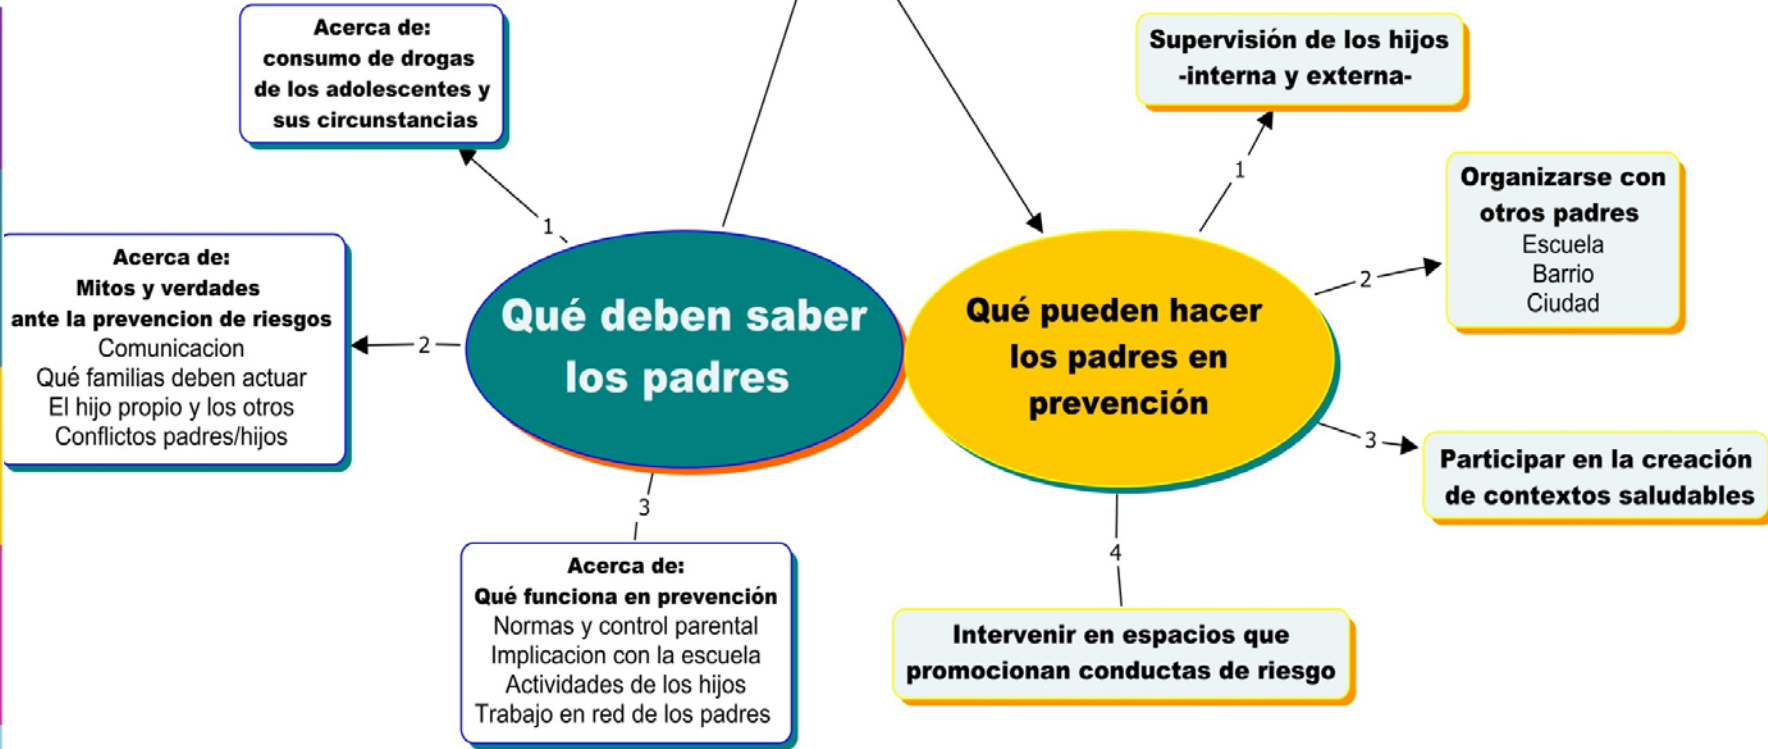 Acerca de:
consumo de drogas
de los adolescentes y
sus circunstancias
1
Acerca de:
Mitos y verdades
ante la prevencion de riesgos
Comunicacion
Qué familias deben actuar
El hijo propio y los otros
Conflictos padres/hijos
2
Qué deben saber
los padres
3
Acerca de:
Qué funciona en prevención
Normas y control parental
Implicacion con la escuela
Actividades de los hijos
Trabajo en red de los padres
Qué pueden hacer
los padres en
prevención
1
Supervisión de los hijos
-interna y externa-
2
Organizarse con
otros padres
Escuela
Barrio
Ciudad
3
Participar en la creación
de contextos saludables
4
Intervenir en espacios que
promocionan conductas de riesgo